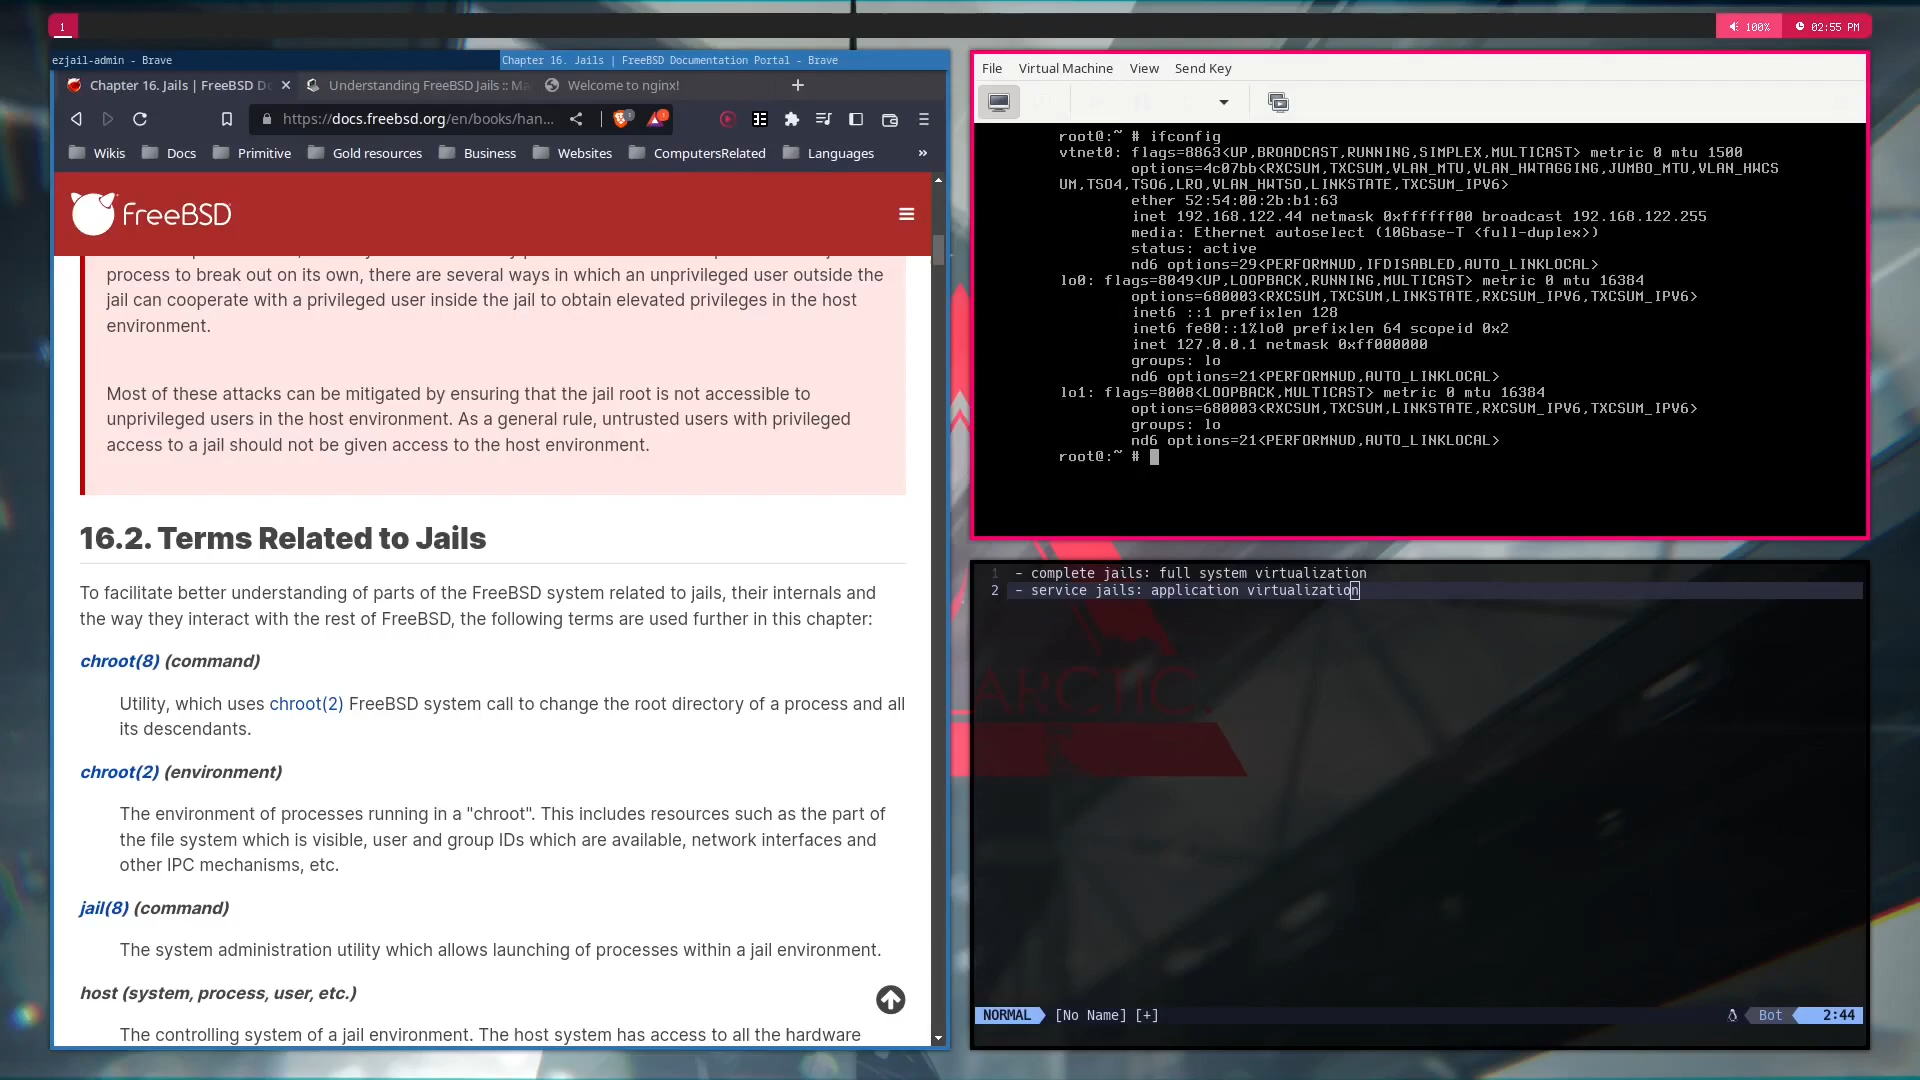 1
100%
02:55 PM
ezjail-admin - Brave
Chapter 16. Jails | FreeBSD Documentation Portal - Brave
Chapter 16. Jails | FreeBSD Do
Understanding FreeBSD Jails :: Ma
Welcome to nginx!
https://docs.freebsd.org/en/books/han...
1
1
Wikis
Docs
Primitive
Gold resources
Business
Websites
ComputersRelated
Languages
»
FreeBSD
process to break out on its own, there are several ways in which an unprivileged user outside the
jail can cooperate with a privileged user inside the jail to obtain elevated privileges in the host
environment.
Most of these attacks can be mitigated by ensuring that the jail root is not accessible to
unprivileged users in the host environment. As a general rule, untrusted users with privileged
access to a jail should not be given access to the host environment.
16.2. Terms Related to Jails
To facilitate better understanding of parts of the FreeBSD system related to jails, their internals and
the way they interact with the rest of FreeBSD, the following terms are used further in this chapter:
chroot(8) (command)
Utility, which uses chroot(2) FreeBSD system call to change the root directory of a process and all
its descendants.
chroot(2) (environment)
The environment of processes running in a "chroot". This includes resources such as the part of
the file system which is visible, user and group IDs which are available, network interfaces and
other IPC mechanisms, etc.
jail(8) (command)
The system administration utility which allows launching of processes within a jail environment.
host (system, process, user, etc.)
The controlling system of a jail environment. The host system has access to all the hardware
File
Virtual Machine
View
Send Key
root@:~ # ifconfig
vtnet0: flags=8863<UP,BROADCAST,RUNNING,SIMPLEX,MULTICAST> metric 0 mtu 1500
options=4c07bb<RXCSUM,TXCSUM,VLAN_MTU,VLAN_HWTAGGING,JUMBO_MTU,VLAN_HWCS
UM,TSO4,TSO6,LRO,VLAN_HWTSO,LINKSTATE,TXCSUM_IPV6>
ether 52:54:00:2b:b1:63
inet 192.168.122.44 netmask 0xffffff00 broadcast 192.168.122.255
media: Ethernet autoselect (10Gbase-T <full-duplex>)
status: active
nd6 options=29<PERFORMNUD,IFDISABLED,AUTO_LINKLOCAL>
lo0: flags=8049<UP,LOOPBACK,RUNNING,MULTICAST> metric 0 mtu 16384
options=680003<RXCSUM,TXCSUM,LINKSTATE,RXCSUM_IPV6,TXCSUM_IPV6>
inet6 ::1 prefixlen 128
inet6 fe80::1%lo0 prefixlen 64 scopeid 0x2
inet 127.0.0.1 netmask 0xff000000
groups: lo
nd6 options=21<PERFORMNUD,AUTO_LINKLOCAL>
lo1: flags=8008<LOOPBACK,MULTICAST> metric 0 mtu 16384
options=680003<RXCSUM,TXCSUM,LINKSTATE,RXCSUM_IPV6,TXCSUM_IPV6>
groups: lo
nd6 options=21<PERFORMNUD,AUTO_LINKLOCAL>
root@:~ #
1 - complete jails: full system virtualization
2 - service jails: application virtualization
ARCTIC.
NORMAL
[No Name] [+]
Bot
2:44